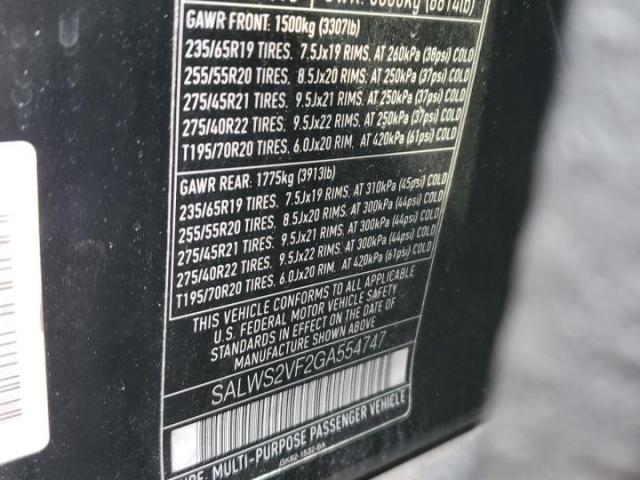 GAWR FRONT: 1500kg (3307lb)
235/65R19 TIRES. 7.5Jx19 RIMS. AT 260kPa (38psi) COLD
255/55R20 TIRES. 8.5Jx20 RIMS. AT 250kPa (37psi) COLD
275/45R21 TIRES. 9.5Jx21 RIMS. AT 250kPa (37psi) COLD
275/40R22 TIRES. 9.5Jx22 RIMS. AT 250kPa (37psi) COLD
T195/70R20 TIRES. 6.0Jx20 RIM. AT 420kPa (61psi) COLD
GAWR REAR: 1775kg (3913lb)
235/65R19 TIRES. 7.5Jx19 RIMS. AT 310kPa (45psi) COLD
255/55R20 TIRES. 8.5Jx20 RIMS. AT 300kPa (44psi) COLD
275/45R21 TIRES. 9.5Jx21 RIMS. AT 300kPa (44psi) COLD
275/40R22 TIRES. 9.5Jx22 RIMS. AT 300kPa (44psi) COLD
T195/70R20 TIRES. 6.0Jx20 RIM. AT 420kPa (61psi) COLD
THIS VEHICLE CONFORMS TO ALL APPLICABLE
U.S. FEDERAL MOTOR VEHICLE SAFETY
STANDARDS IN EFFECT ON THE DATE OF
MANUFACTURE SHOWN ABOVE.
SALWS2VF2GA554747
TYPE: MULTI-PURPOSE PASSENGER VEHICLE